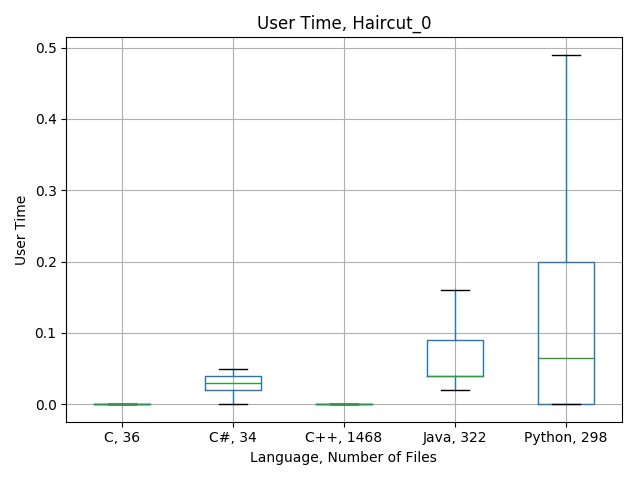 User Time, Haircut_0
0.5
0.4
0.3
0.2
0.1
0.0
User Time
C, 36 C#, 34 C++, 1468 Java, 322 Python, 298
Language, Number of Files